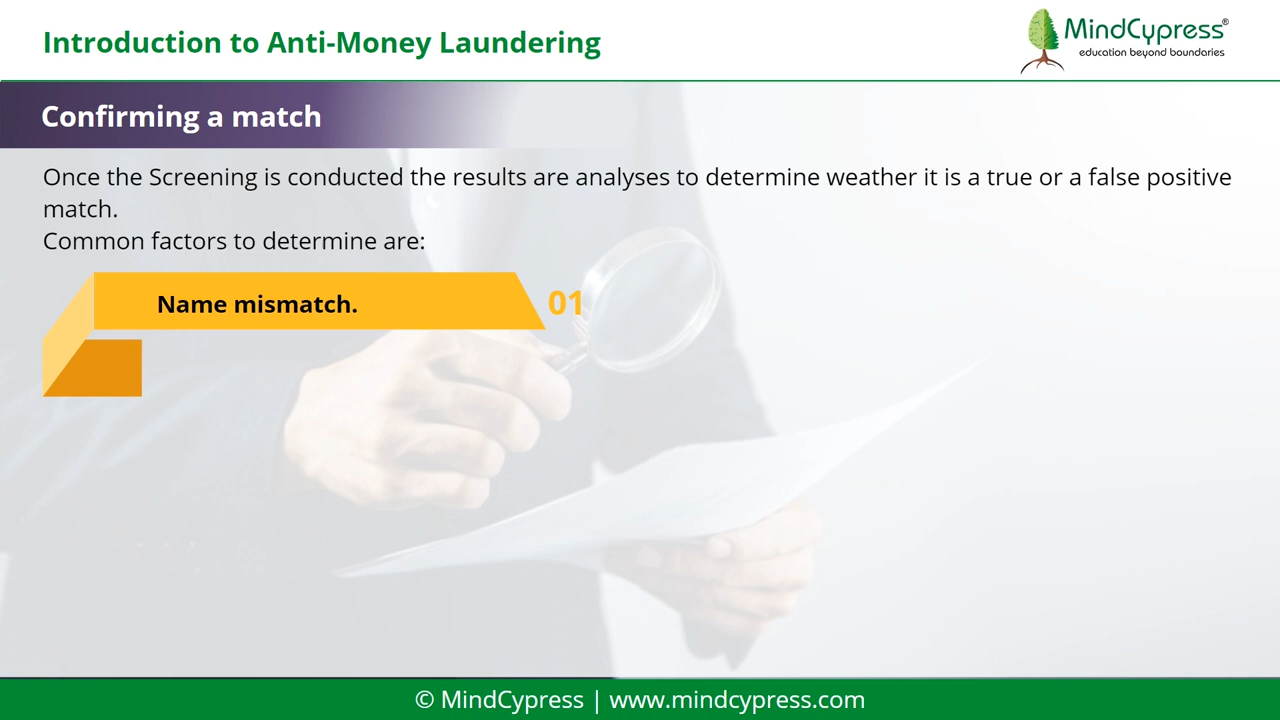 Introduction to Anti-Money Laundering
MindCypress®
education beyond boundaries
Confirming a match
Once the Screening is conducted the results are analyses to determine weather it is a true or a false positive
match.
Common factors to determine are:
Name mismatch.
01
© MindCypress | www.mindcypress.com